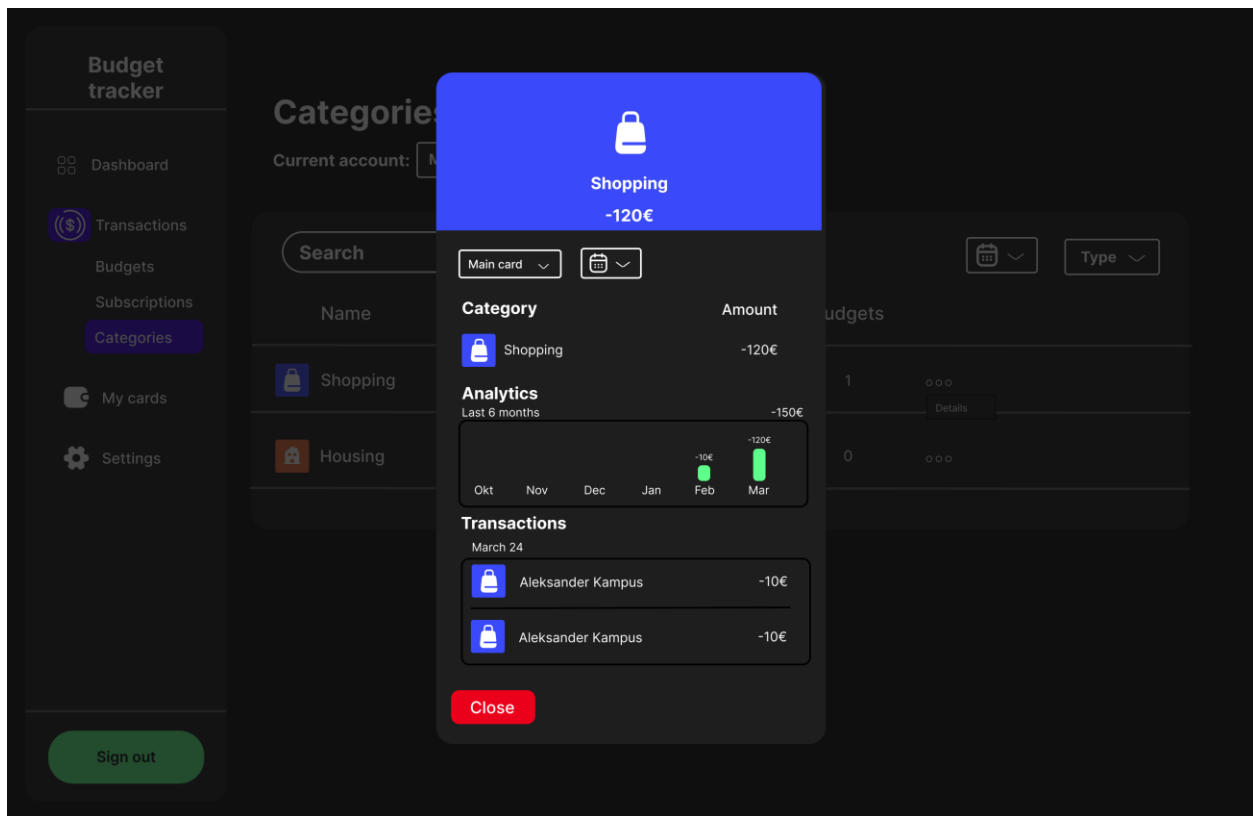 Budget
tracker
Dashboard
Transactions
Budgets
Subscriptions
Categories
My cards
Settings
Sign out
Categories
Current account:
Search
Type
Name
udgets
Shopping
1
Details
Housing
0
Shopping
-120€
Main card
Category Amount
Shopping -120€
Analytics
Last 6 months -150€
-10€ -120€
Okt Nov Dec Jan Feb Mar
Transactions
March 24
Aleksander Kampus -10€
Aleksander Kampus -10€
Close